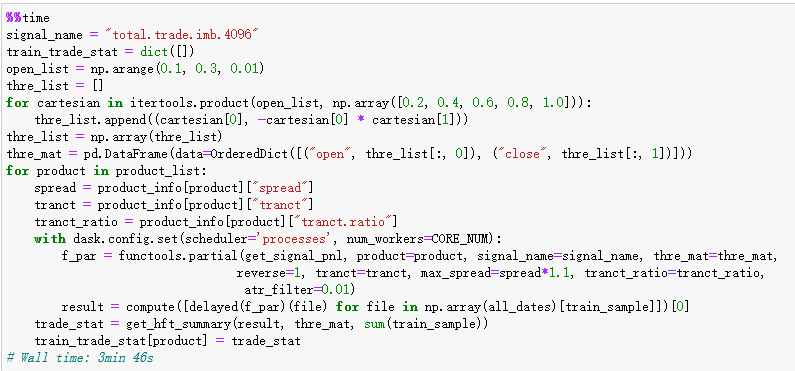 %%time
signal_name = "total.trade.imb.4096"
train_trade_stat = dict([])
open_list = np.arange(0.1, 0.3, 0.01)
thre_list = []
for cartesian in itertools.product(open_list, np.array([0.2, 0.4, 0.6, 0.8, 1.0])):
    thre_list.append((cartesian[0], -cartesian[0] * cartesian[1]))
thre_list = np.array(thre_list)
thre_mat = pd.DataFrame(data=OrderedDict([("open", thre_list[:, 0]), ("close", thre_list[:, 1])]))
for product in product_list:
    spread = product_info[product]["spread"]
    tranct = product_info[product]["tranct"]
    tranct_ratio = product_info[product]["tranct.ratio"]
    with dask.config.set(scheduler='processes', num_workers=CORE_NUM):
        f_par = functools.partial(get_signal_pnl, product=product, signal_name=signal_name, thre_mat=thre_mat,
                                  reverse=1, tranct=tranct, max_spread=spread*1.1, tranct_ratio=tranct_ratio,
                                   atr_filter=0.01)
        result = compute([delayed(f_par)(file) for file in np.array(all_dates)[train_sample]])[0]
    trade_stat = get_hft_summary(result, thre_mat, sum(train_sample))
    train_trade_stat[product] = trade_stat
# Wall time: 3min 46s